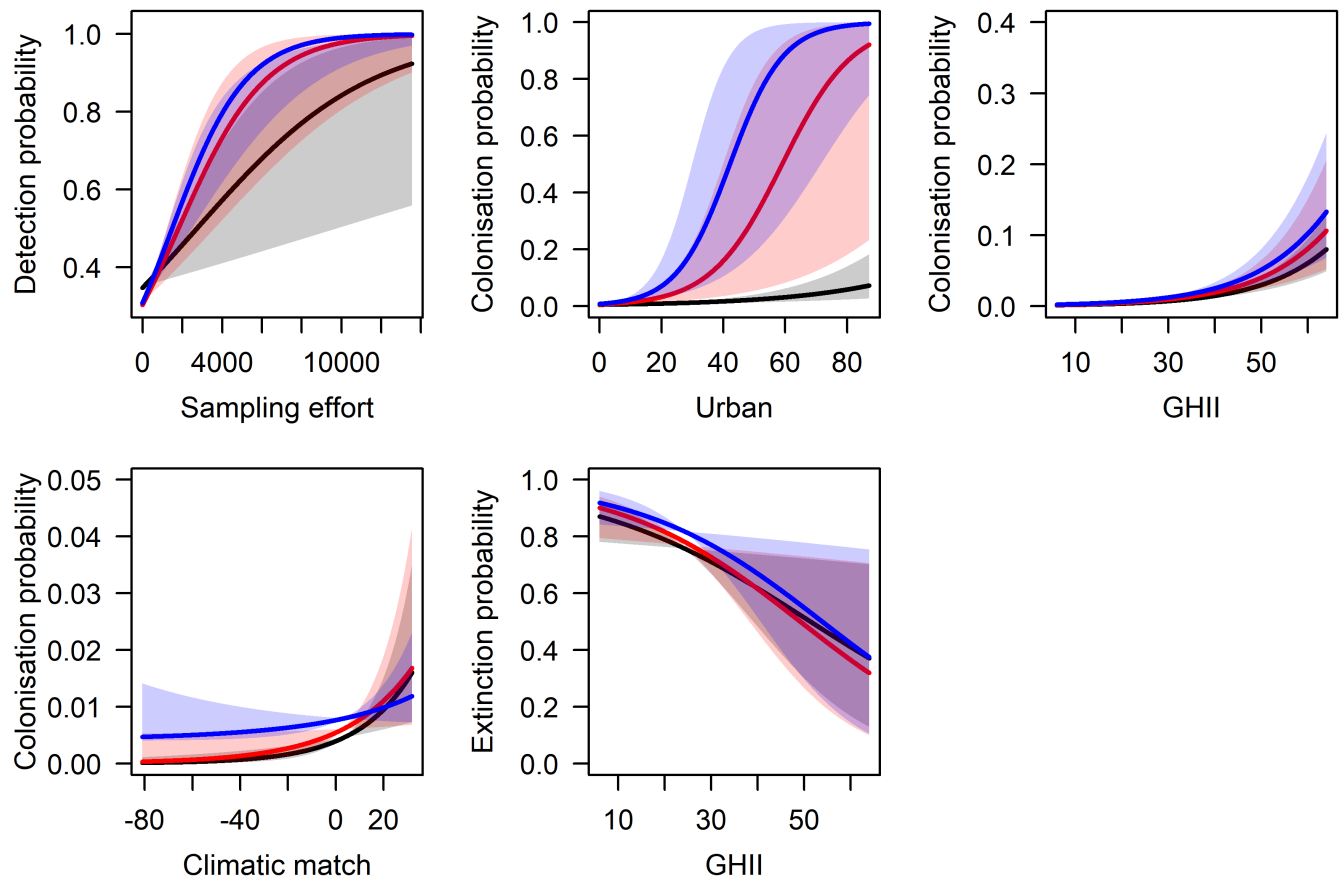 Detection probability
1.0
0.8
0.6
0.4
0 4000 10000
Sampling effort
Colonisation probability
1.0
0.8
0.6
0.4
0.2
0.0
0 20 40 60 80
Urban
Colonisation probability
0.4
0.3
0.2
0.1
0.0
10 30 50
GHII
Colonisation probability
0.05
0.04
0.03
0.02
0.01
0.00
-80 -40 0 20
Climatic match
Extinction probability
1.0
0.8
0.6
0.4
0.2
0.0
10 30 50
GHII